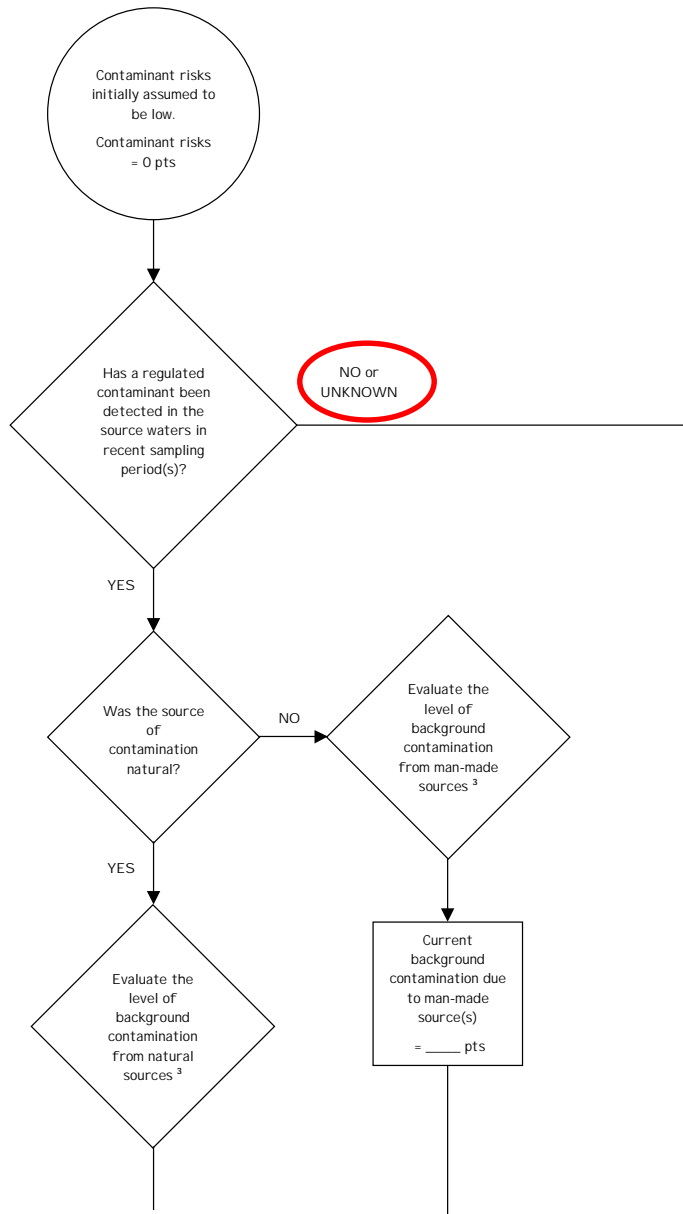 Contaminant risks
initially assumed to
be low.
Contaminant risks
= 0 pts
Has a regulated
contaminant been
detected in the
source waters in
recent sampling
period(s)?
NO or
UNKNOWN
YES
Was the source
of
contamination
natural?
NO
Evaluate the
level of
background
contamination
from man-made
sources ³
YES
Evaluate the
level of
background
contamination
from natural
sources ³
Current
background
contamination due
to man-made
source(s)
= _____ pts